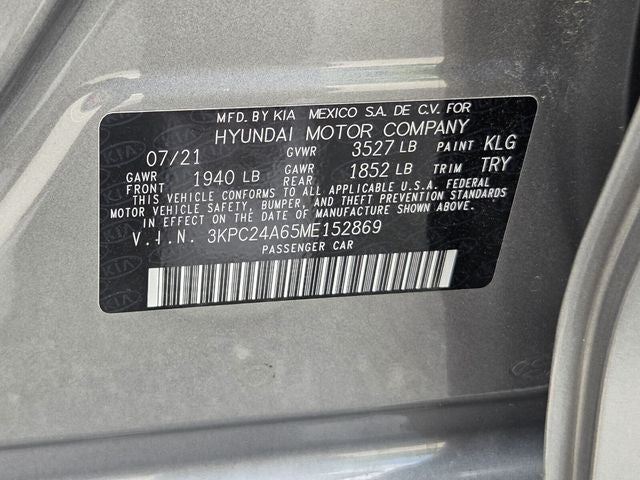 MFD. BY KIA MEXICO S.A. DE C.V. FOR
HYUNDAI MOTOR COMPANY
07/21 GVWR 3527 LB PAINT KLG
GAWR FRONT 1940 LB GAWR REAR 1852 LB TRIM TRY
THIS VEHICLE CONFORMS TO ALL APPLICABLE U.S.A. FEDERAL
MOTOR VEHICLE SAFETY, BUMPER, AND THEFT PREVENTION STANDARDS
IN EFFECT ON THE DATE OF MANUFACTURE SHOWN ABOVE.
V.I.N. 3KPC24A65ME152869
PASSENGER CAR